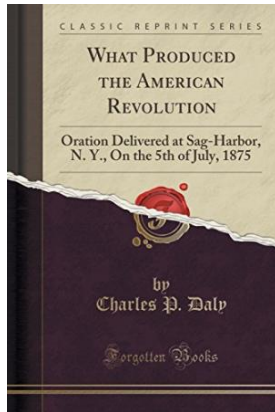 CLASSIC REPRINT SERIES
WHAT PRODUCED
THE AMERICAN
REVOLUTION
Oration Delivered at Sag-Harbor,
N. Y., On the 5th of July, 1875
by
Charles P. Daly
Forgotten Books